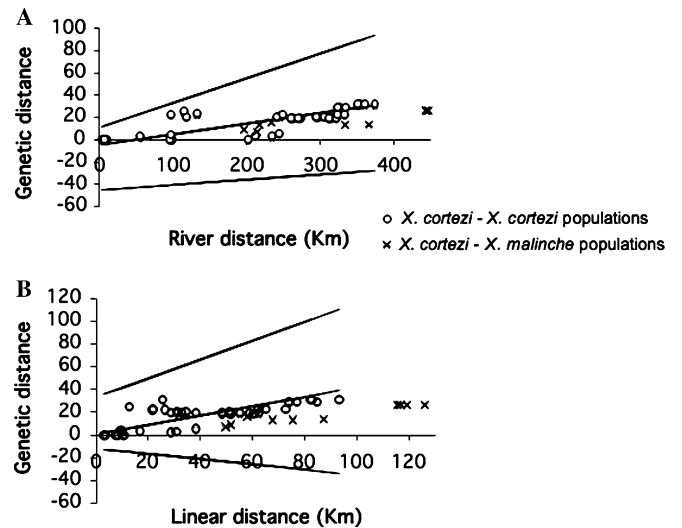 A
100
80
60
40
20
0
-20
-40
-60
Genetic distance
0 100 200 300 400
River distance (Km)
X. cortezi - X. cortezi populations
X. cortezi - X. malinche populations
B
120
100
80
60
40
20
0
-20
-40
-60
Genetic distance
0 20 40 60 80 100 120
Linear distance (Km)